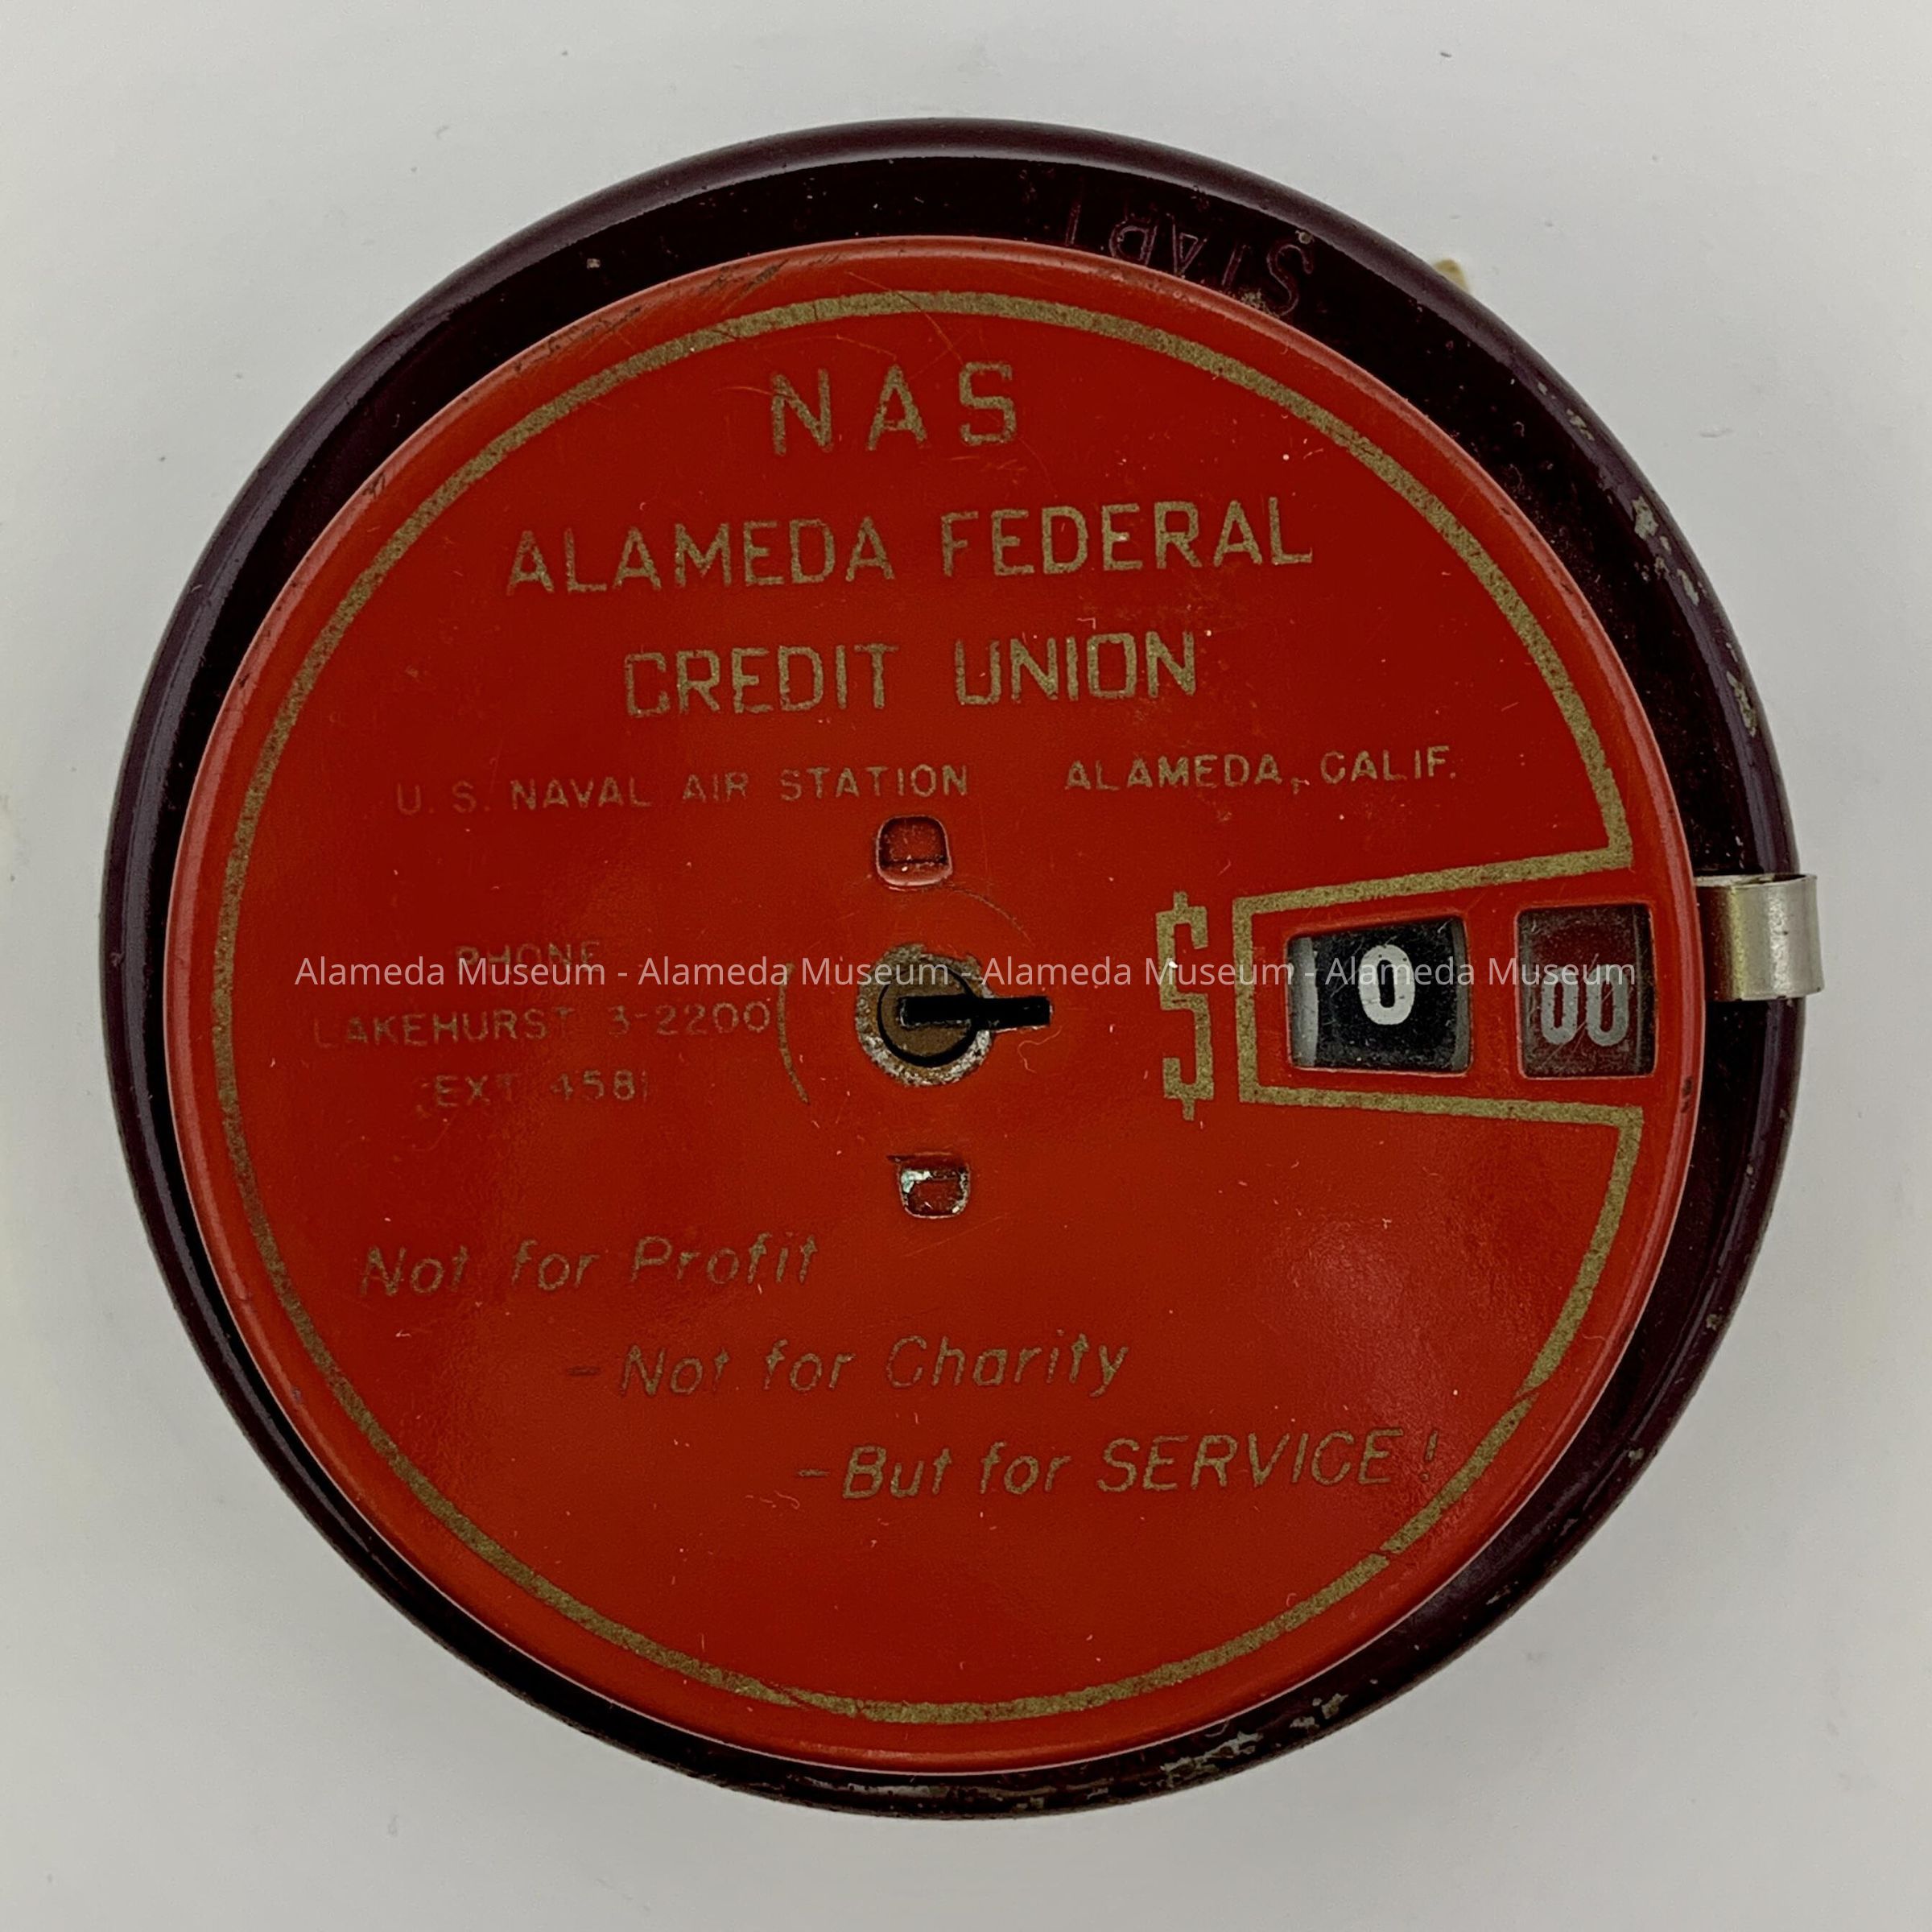 START
NAS
ALAMEDA FEDERAL
CREDIT UNION
U. S. NAVAL AIR STATION ALAMEDA, CALIF.
PHONE
LAKEHURST 3-2200
EXT 4581
$ 0 00
Alameda Museum - Alameda Museum - Alameda Museum - Alameda Museum
Not for Profit
-Not for Charity
-But for SERVICE!